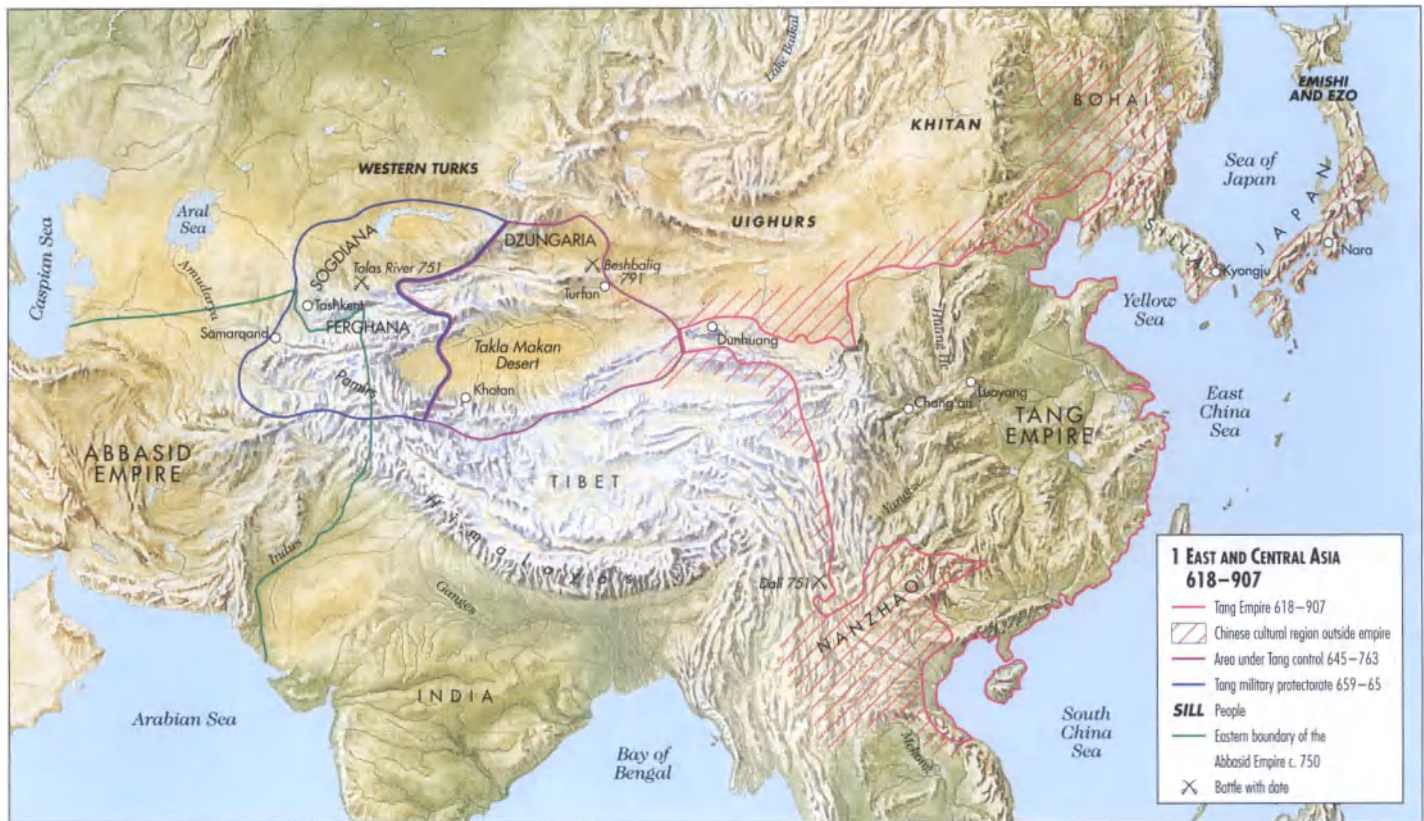 Lake Baikal
EMISHI
AND EZO
BOHAI
KHITAN
Sea of
Japan
WESTERN TURKS
Caspian Sea
Aral
Sea
UIGHURS
DZUNGARIA
SOGDIANA
JAPAN
SILLA
Nara
Talas River 751
Beshbaliq
791
Kyongju
Amudarya
Turfan
Tashkent
Yellow
Sea
FERGHANA
Samarqand
Dunhuang
Huang He
Takla Makan
Desert
Pamirs
Khotan
Luoyang
Chang'an
East
China
Sea
TANG
EMPIRE
ABBASID
EMPIRE
TIBET
Yangtze
Himalayas
Indus
Dali 751
Ganges
NANZHAO
INDIA
Arabian Sea
South
China
Sea
Mekong
Bay of
Bengal
1 EAST AND CENTRAL ASIA
618–907
Tang Empire 618–907
Chinese cultural region outside empire
Area under Tang control 645–763
Tang military protectorate 659–65
SILL People
Eastern boundary of the
Abbasid Empire c. 750
Battle with date